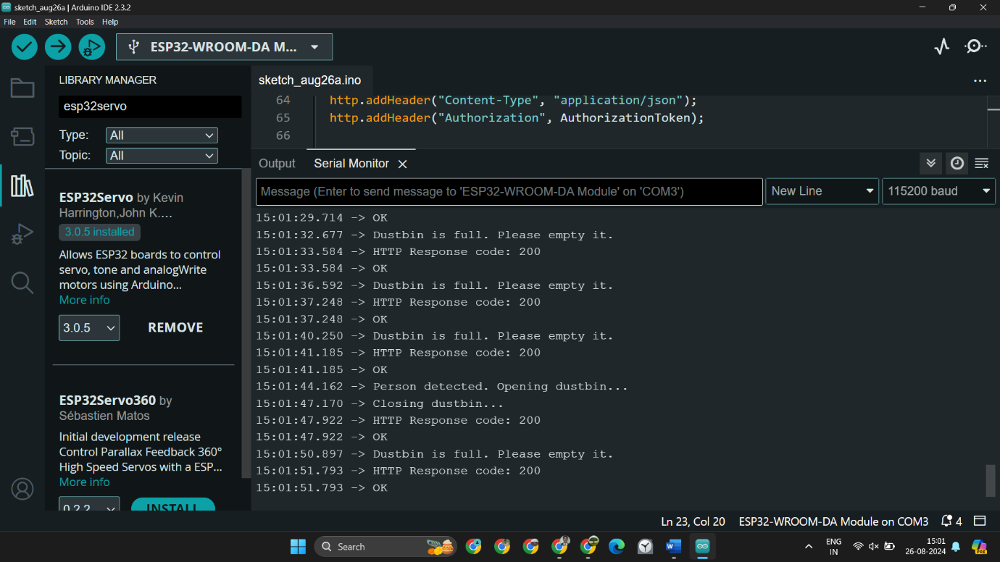 sketch_aug26a | Arduino IDE 2.3.2
File Edit Sketch Tools Help
ESP32-WROOM-DA M...
LIBRARY MANAGER
esp32servo
Type: All
Topic: All
ESP32Servo by Kevin
Harrington,John K....
3.0.5 installed
Allows ESP32 boards to control
servo, tone and analogWrite
motors using Arduino...
More info
3.0.5 REMOVE
ESP32Servo360 by
Sébastien Matos
Initial development release
Control Parallax Feedback 360°
High Speed Servos with a ESP...
More info
0.2.2 INSTALL
sketch_aug26a.ino
64 http.addHeader("Content-Type", "application/json");
65 http.addHeader("Authorization", AuthorizationToken);
66
Output Serial Monitor
Message (Enter to send message to 'ESP32-WROOM-DA Module' on 'COM3') New Line 115200 baud
15:01:29.714 -> OK
15:01:32.677 -> Dustbin is full. Please empty it.
15:01:33.584 -> HTTP Response code: 200
15:01:33.584 -> OK
15:01:36.592 -> Dustbin is full. Please empty it.
15:01:37.248 -> HTTP Response code: 200
15:01:37.248 -> OK
15:01:40.250 -> Dustbin is full. Please empty it.
15:01:41.185 -> HTTP Response code: 200
15:01:41.185 -> OK
15:01:44.162 -> Person detected. Opening dustbin...
15:01:47.170 -> Closing dustbin...
15:01:47.922 -> HTTP Response code: 200
15:01:47.922 -> OK
15:01:50.897 -> Dustbin is full. Please empty it.
15:01:51.793 -> HTTP Response code: 200
15:01:51.793 -> OK
Ln 23, Col 20 ESP32-WROOM-DA Module on COM3 4
Search
ENG
IN
15:01
26-08-2024
PRE